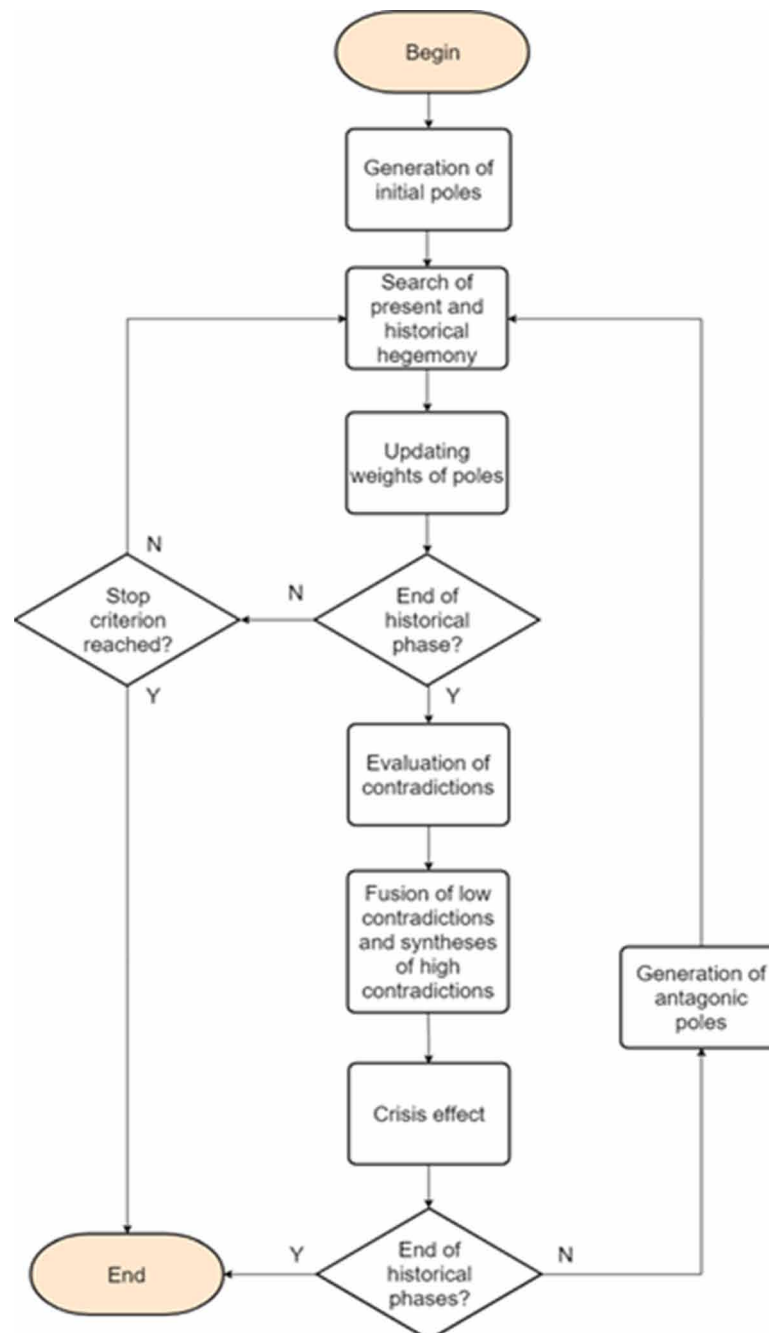 Begin
Generation of
initial poles
Search of
present and
historical
hegemony
Updating
weights of poles
N
Stop
criterion
reached?
N
End of
historical
phase?
Y
Y
Evaluation of
contradictions
Fusion of low
contradictions
and syntheses
of high
contradictions
Generation of
antagonic
poles
Crisis effect
Y
End
End of
historical
phases?
N